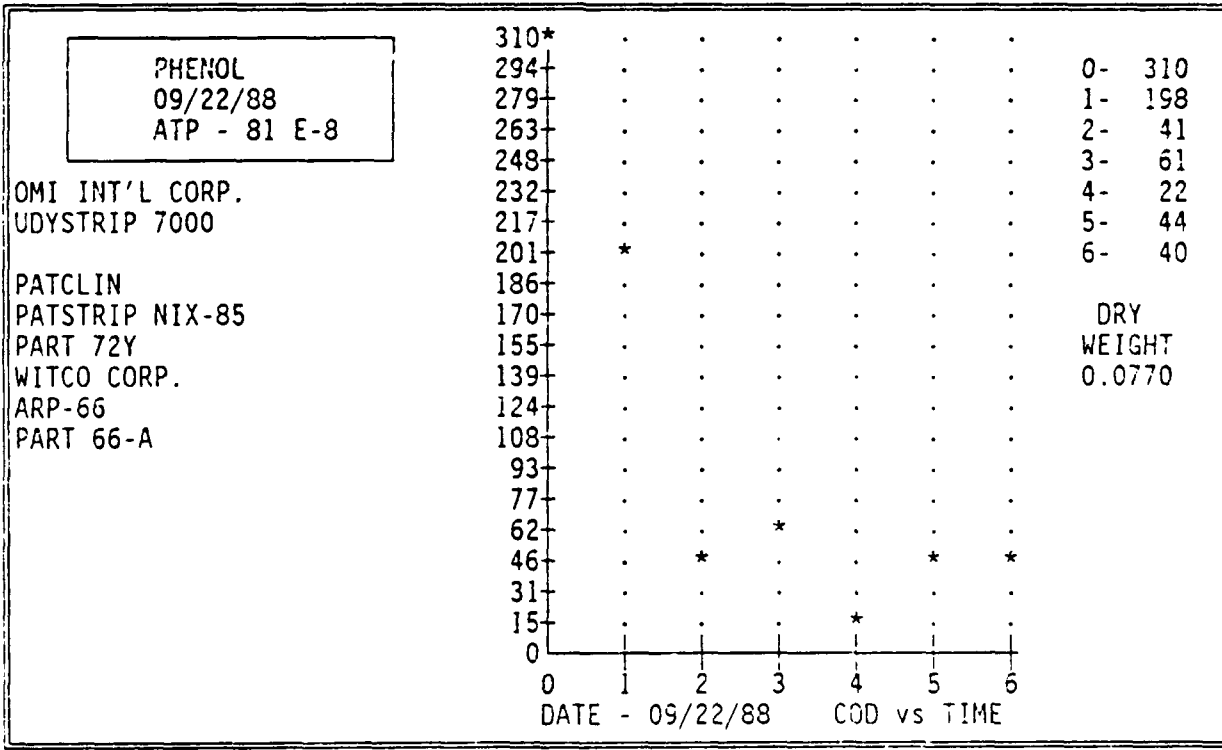 PHENOL
09/22/88
ATP - 81 E-8
OMI INT'L CORP.
UDYSTRIP 7000
PATCLIN
PATSTRIP NIX-85
PART 72Y
WITCO CORP.
ARP-66
PART 66-A
310
294
279
263
248
232
217
201
186
170
155
139
124
108
93
77
62
46
31
15
0
0 1 2 3 4 5 6
DATE - 09/22/88 COD vs TIME
0- 310
1- 198
2- 41
3- 61
4- 22
5- 44
6- 40
DRY
WEIGHT
0.0770